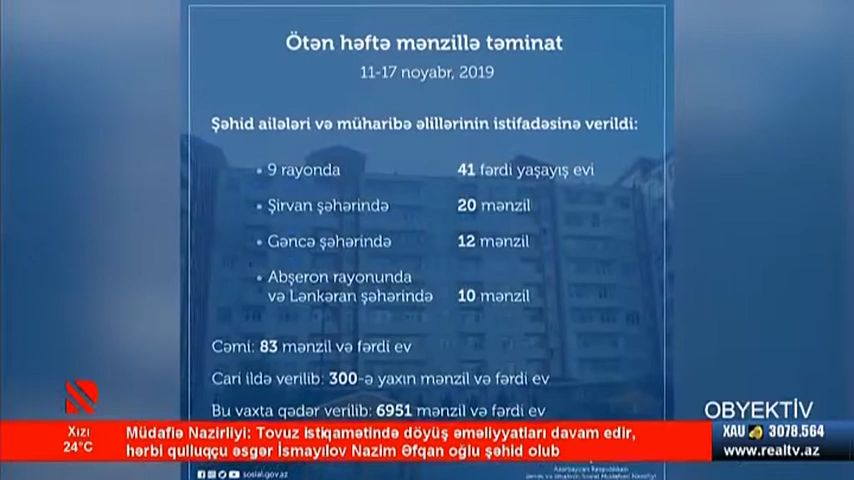 Ötən həftə mənzillə təminat
11-17 noyabr, 2019
Şəhid ailələri və müharibə əlillərinin istifadəsinə verildi:
• 9 rayonda 41 fərdi yaşayış evi
• Şirvan şəhərində 20 mənzil
• Gəncə şəhərində 12 mənzil
• Abşeron rayonunda
və Lənkəran şəhərində 10 mənzil
Cəmi: 83 mənzil və fərdi ev
Cari ildə verilib: 300-ə yaxın mənzil və fərdi ev
Bu vaxta qədər verilib: 6951 mənzil və fərdi ev
OBYEKTİV
Xızı
24°C
Müdafiə Nazirliyi: Tovuz istiqamətində döyüş əməliyyatları davam edir,
hərbi qulluqçu əsgər İsmayılov Nazim Əfqan oğlu şəhid olub
XAU 3078.564
www.realtv.az
sosial.gov.az
Azərbaycan Respublikası